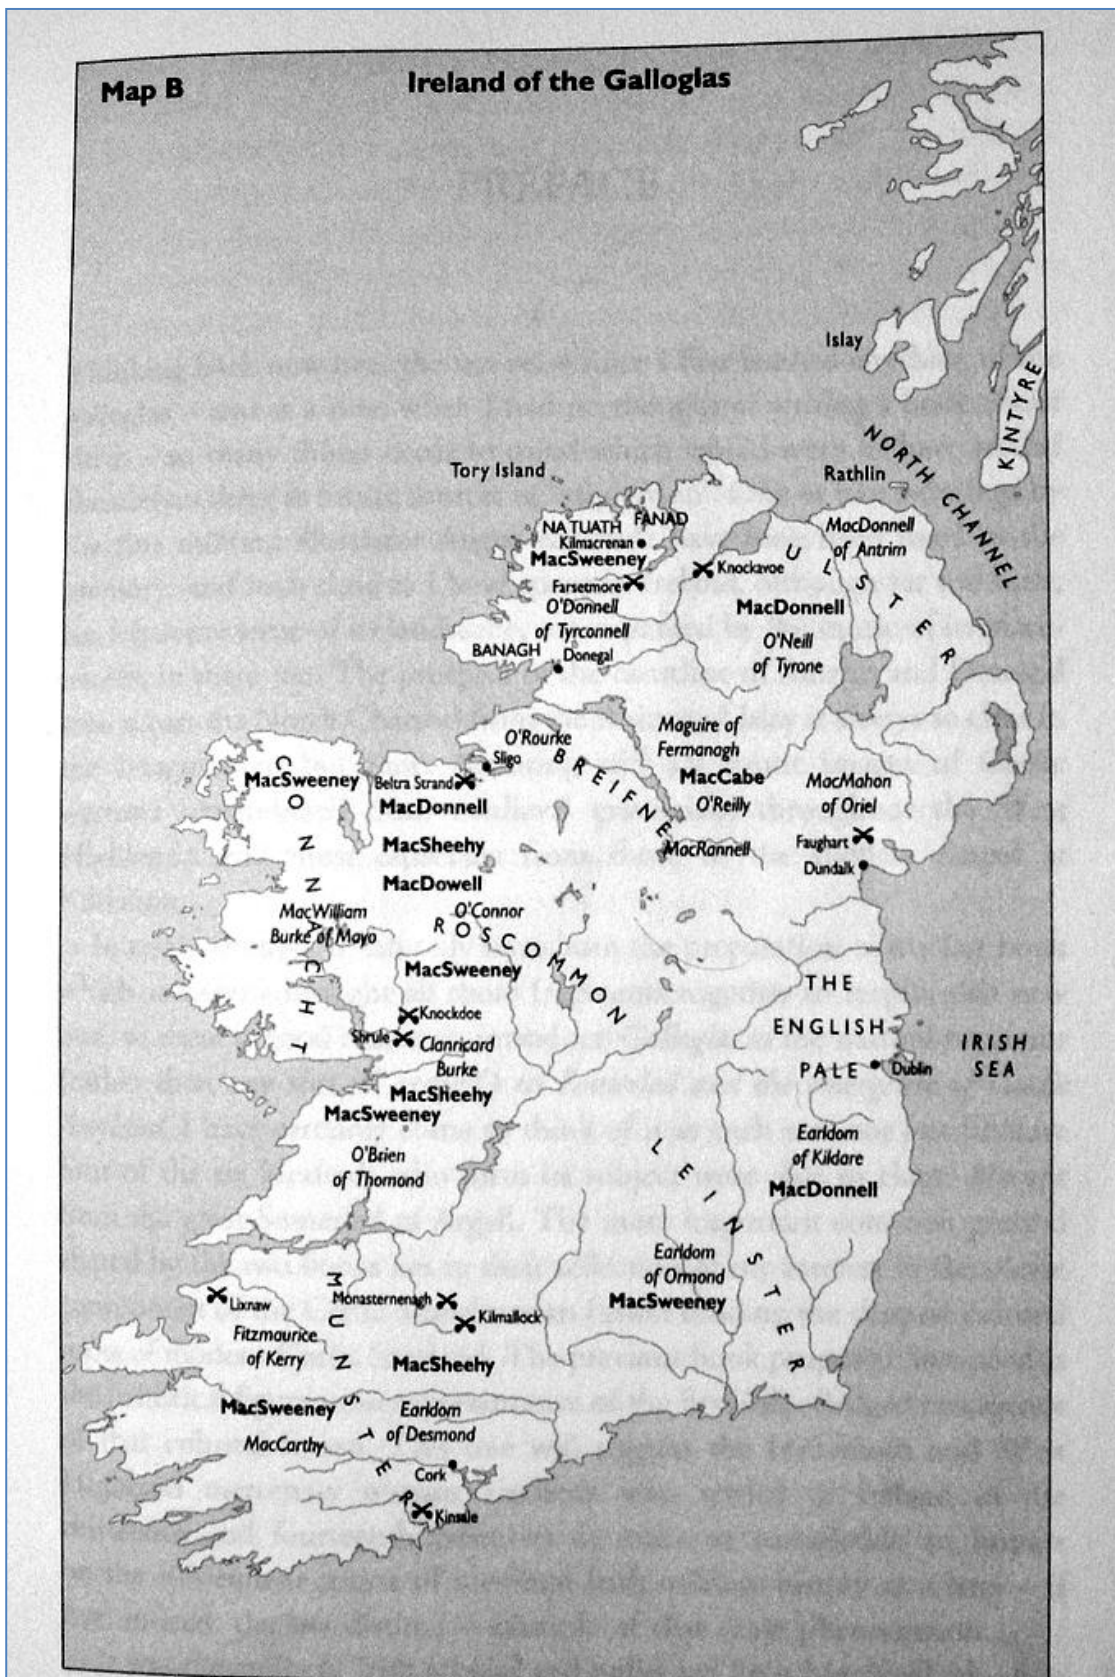 Map B
Ireland of the Galloglas
PREFACE
Islay
KINTYRE
NORTH CHANNEL
Rathlin
Tory Island
NA TUATH
FANAD
Kilmacrenan
MacSweeney
Farsetmore
O'Donnell
of Tyrconnell
BANAGH
Donegal
Knockavoe
ULSTER
MacDonnell
of Antrim
MacDonnell
O'Neill
of Tyrone
O'Rourke
Sligo
BREIFNE
Maguire of
Fermanagh
MacCabe
O'Reilly
MacRannell
MacMahon
of Oriel
Faughart
Dundalk
CONNACHT
MacSweeney
Beltra Strand
MacDonnell
MacSheehy
MacDowell
MacWilliam
Burke of Mayo
O'Connor
ROSCOMMON
MacSweeney
Knockdoe
Shrule
Clanricard
Burke
MacSheehy
MacSweeney
O'Brien
of Thomond
THE
ENGLISH
PALE
Dublin
IRISH
SEA
LEINSTER
Earldom
of Kildare
MacDonnell
Earldom
of Ormond
MacSweeney
MUNSTER
Lixnaw
Monasternenagh
Kilmallock
Fitzmaurice
of Kerry
MacSheehy
MacSweeney
MacCarthy
Earldom
of Desmond
Cork
Kinsale